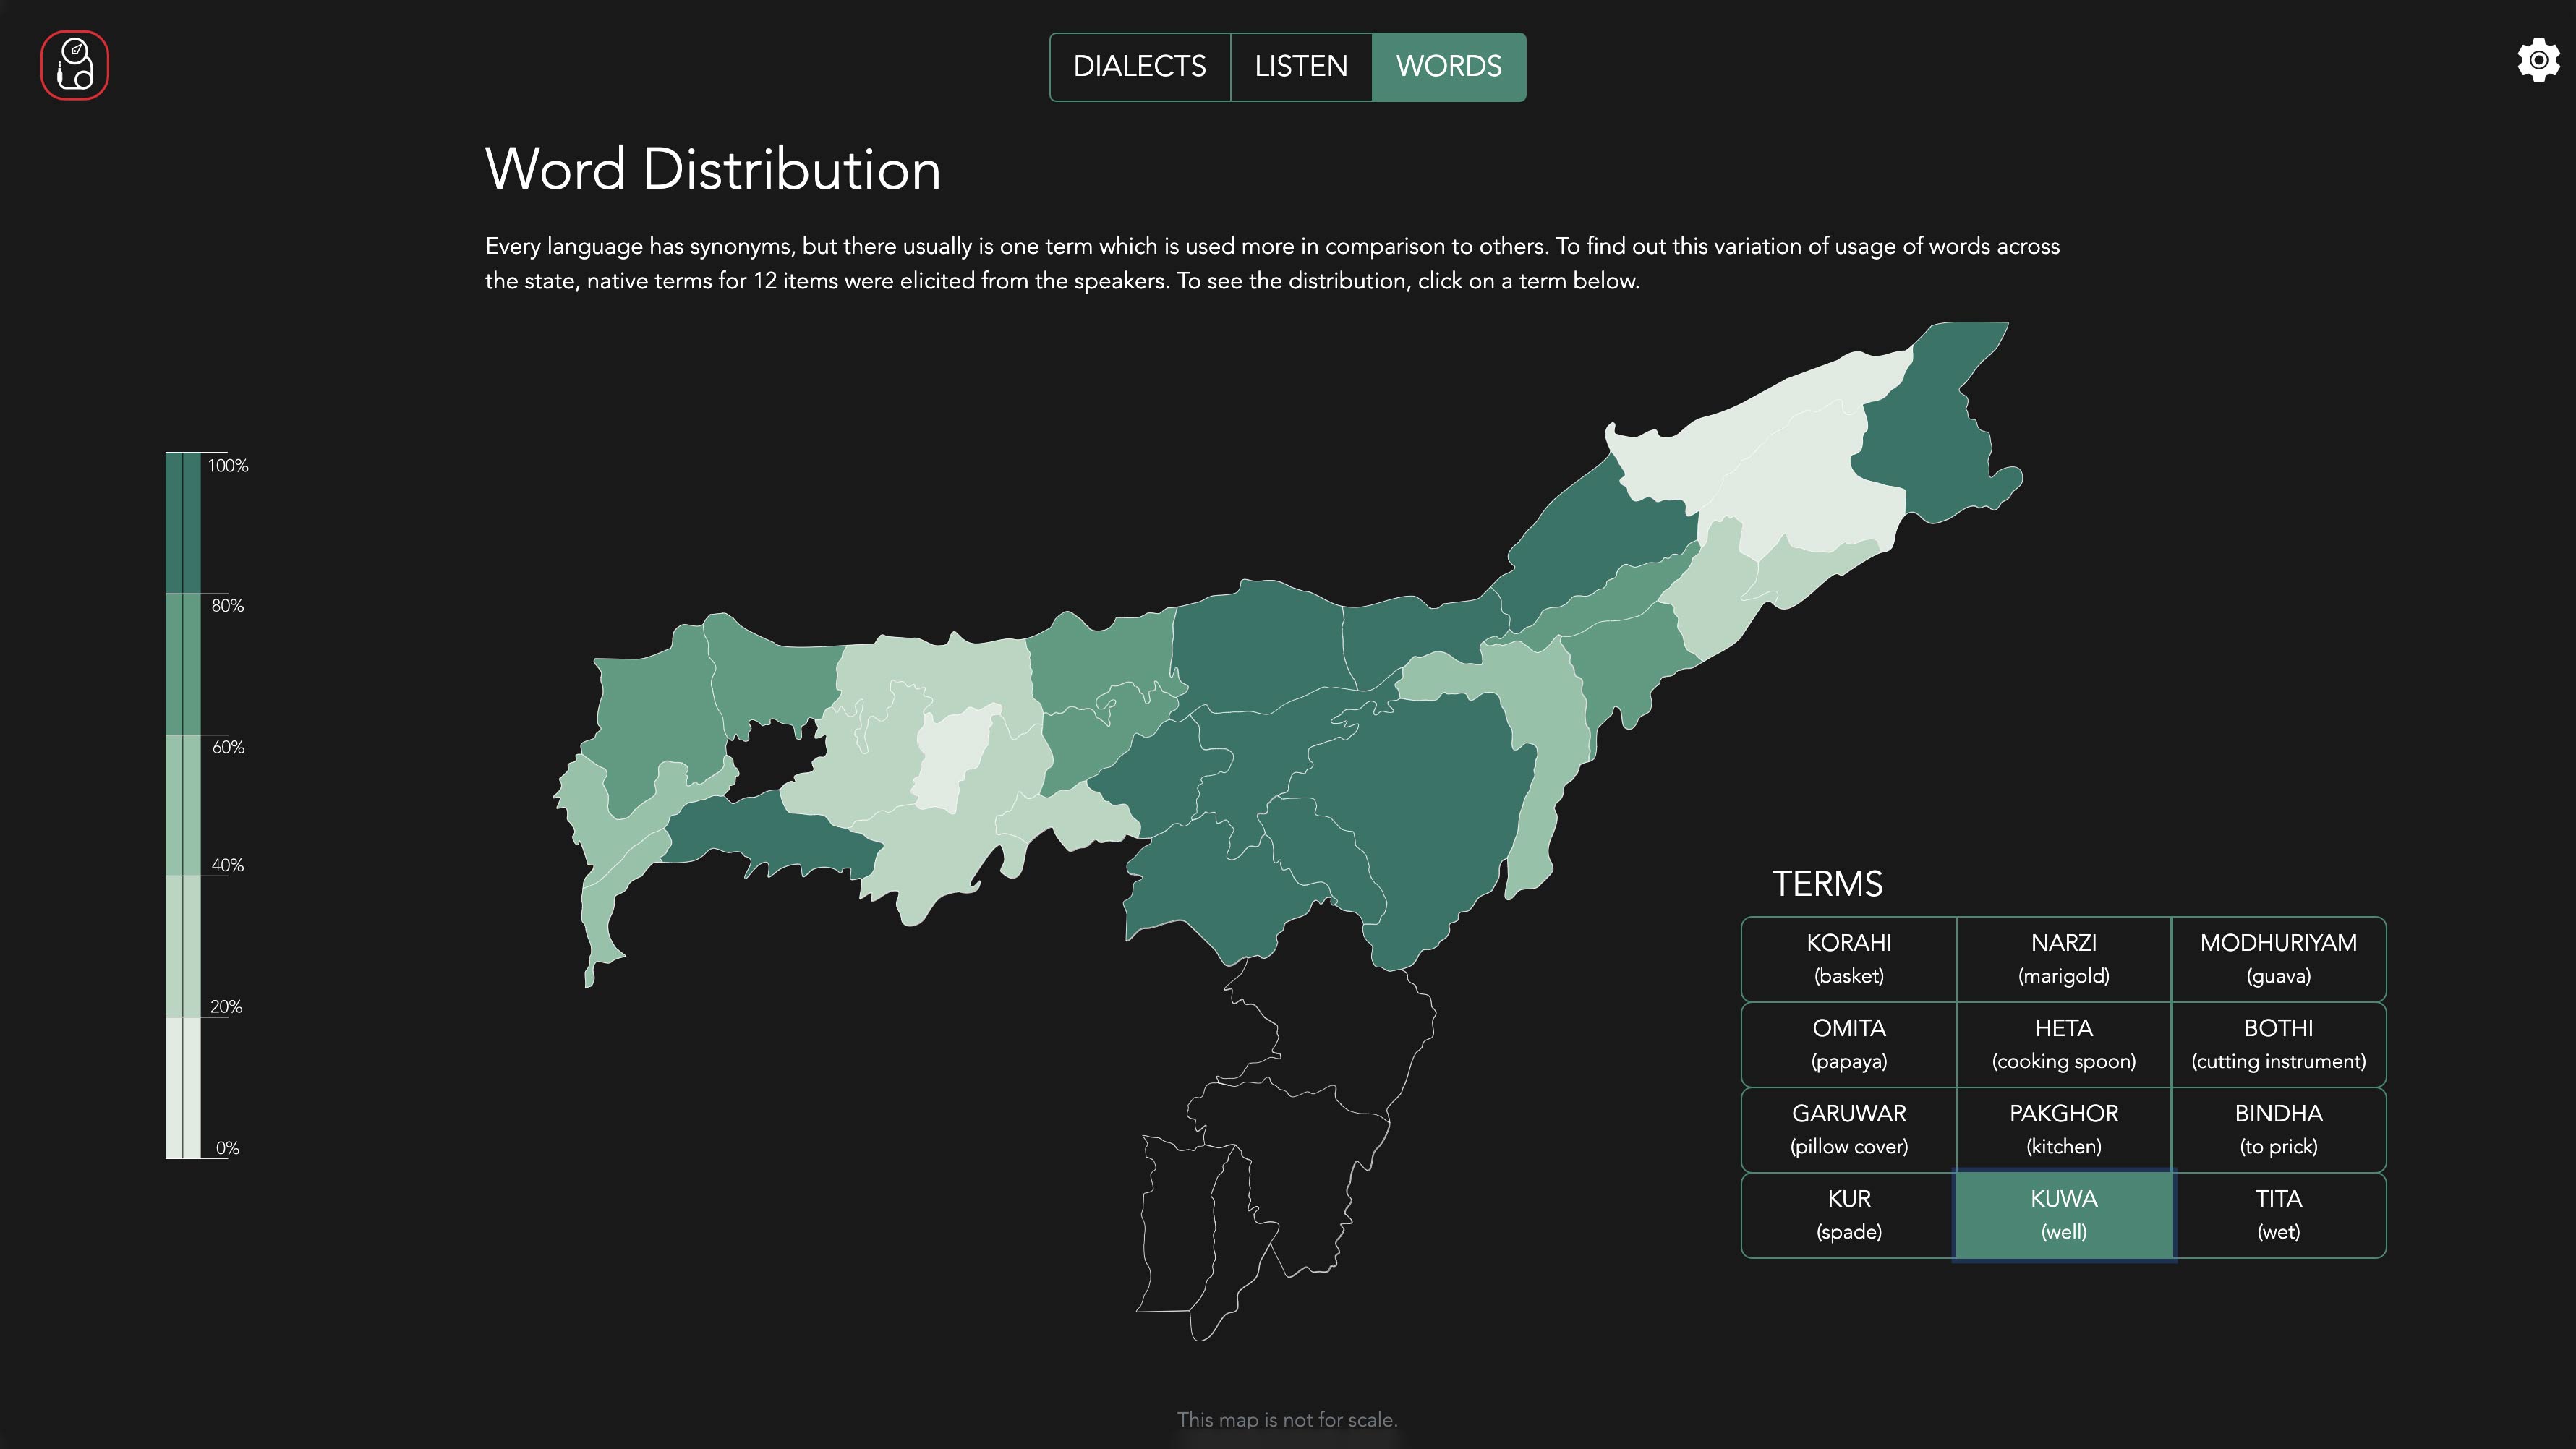 DIALECTS
LISTEN
WORDS
Word Distribution
Every language has synonyms, but there usually is one term which is used more in comparison to others. To find out this variation of usage of words across
the state, native terms for 12 items were elicited from the speakers. To see the distribution, click on a term below.
100%
80%
60%
40%
20%
0%
TERMS
KORAHI
(basket)
NARZI
(marigold)
MODHURIYAM
(guava)
OMITA
(papaya)
HETA
(cooking spoon)
BOTHI
(cutting instrument)
GARUWAR
(pillow cover)
PAKGHOR
(kitchen)
BINDHA
(to prick)
KUR
(spade)
KUWA
(well)
TITA
(wet)
This map is not for scale.